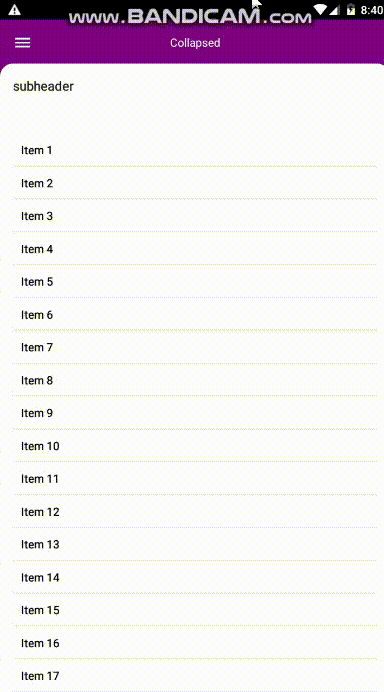 www.BANDICAM.com
8:40
Collapsed
subheader
Item 1
Item 2
Item 3
Item 4
Item 5
Item 6
Item 7
Item 8
Item 9
Item 10
Item 11
Item 12
Item 13
Item 14
Item 15
Item 16
Item 17